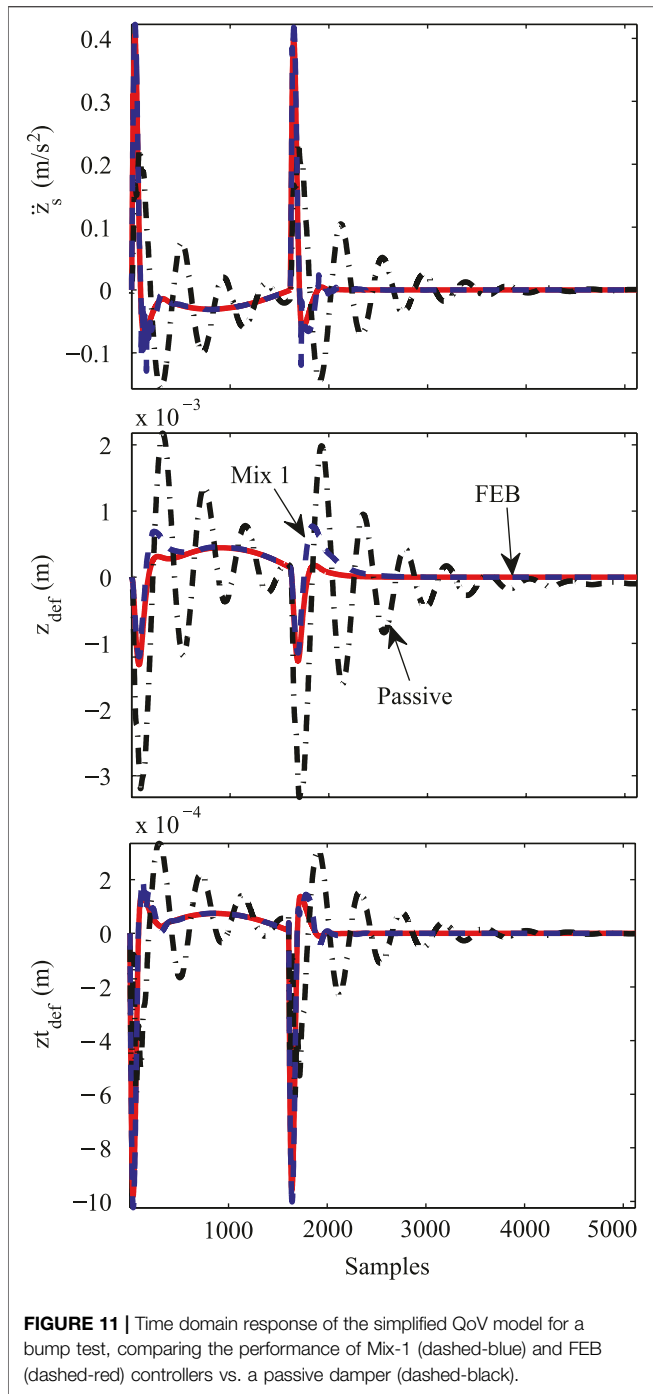 0.4
0.3
0.2
0.1
0
−0.1
z̈s (m/s²)
x 10⁻³
2
1
0
−1
−2
−3
zdef (m)
Mix 1
FEB
Passive
x 10⁻⁴
2
0
−2
−4
−6
−8
−10
ztdef (m)
1000 2000 3000 4000 5000
Samples
FIGURE 11 | Time domain response of the simplified QoV model for a
bump test, comparing the performance of Mix-1 (dashed-blue) and FEB
(dashed-red) controllers vs. a passive damper (dashed-black).